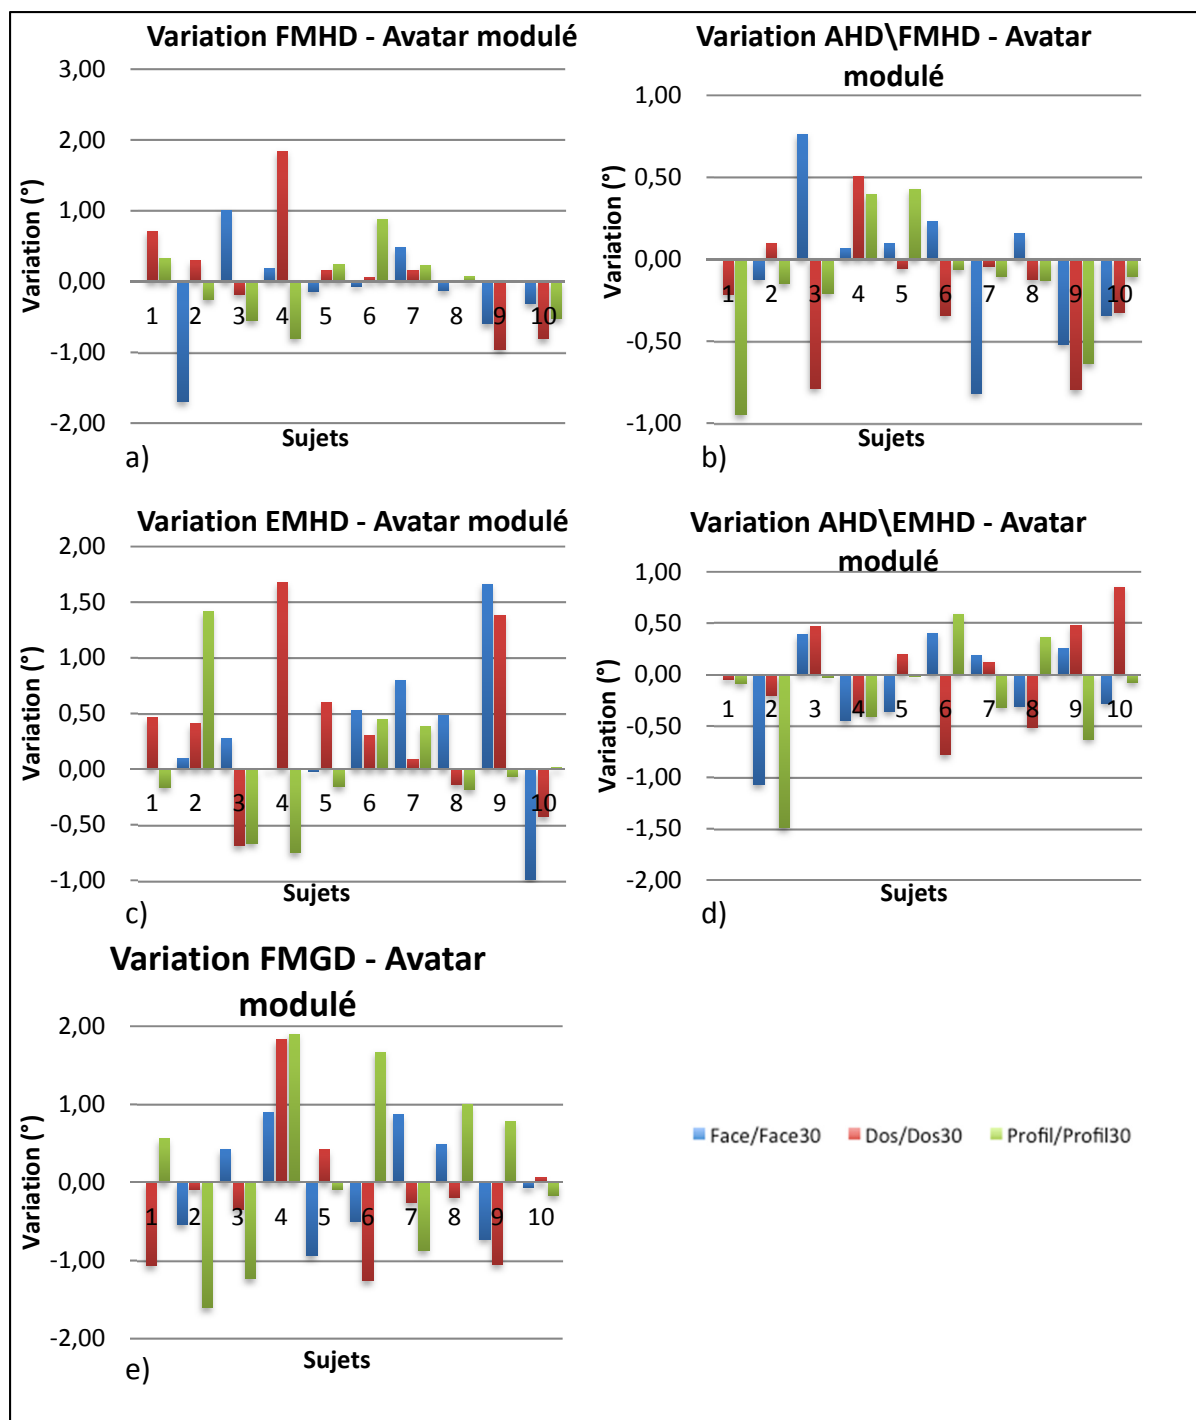 Variation FMHD - Avatar modulé
3,00
2,00
1,00
0,00
-1,00
-2,00
Variation (°)
1 2 3 4 5 6 7 8 9 10
Sujets
a)
Variation AHD\FMHD - Avatar
modulé
1,00
0,50
0,00
-0,50
-1,00
Variation (°)
1 2 3 4 5 6 7 8 9 10
Sujets
b)
Variation EMHD - Avatar modulé
2,00
1,50
1,00
0,50
0,00
-0,50
-1,00
Variation (°)
1 2 3 4 5 6 7 8 9 10
Sujets
c)
Variation AHD\EMHD - Avatar
modulé
1,00
0,50
0,00
-0,50
-1,00
-1,50
-2,00
Variation (°)
1 2 3 4 5 6 7 8 9 10
Sujets
d)
Variation FMGD - Avatar
modulé
2,00
1,00
0,00
-1,00
-2,00
Variation (°)
1 2 3 4 5 6 7 8 9 10
Sujets
e)
Face/Face30 Dos/Dos30 Profil/Profil30